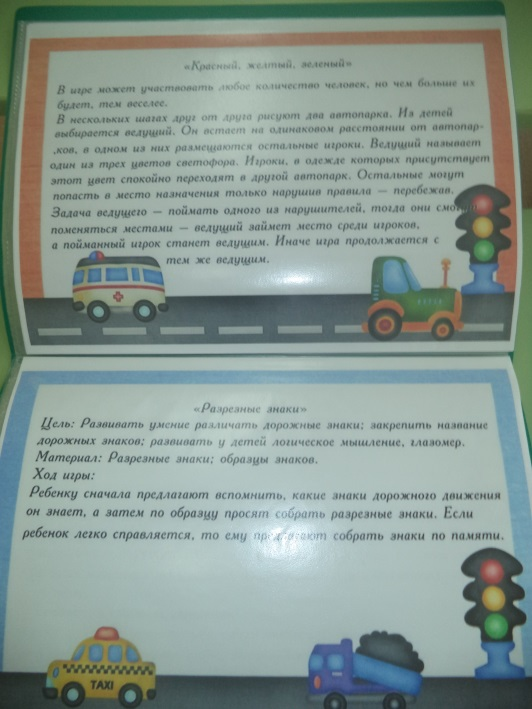 «Красный, желтый, зеленый»
В игре может участвовать любое количество человек, но чем больше их
будет, тем веселее.
В нескольких шагах друг от друга рисуют два автопарка. Из детей
выбирается ведущий. Он встает на одинаковом расстоянии от автопар-
,ков, в одном из них размещаются остальные игроки. Ведущий называет
один из трех цветов светофора. Игроки, в одежде которых присутствует
этот цвет спокойно переходят в другой автопарк. Остальные могут
попасть в место назначения только нарушив правила — перебежав.
Задача ведущего — поймать одного из нарушителей, тогда они
поменяться местами — ведущий займет место среди игроков,
а пойманный игрок станет ведущим. Иначе игра продолжается с
тем же ведущим.
«Разрезные знаки»
Цель: Развивать умение различать дорожные знаки; закрепить название
дорожных знаков; развивать у детей логическое мышление, глазомер.
Материал: Разрезные знаки; образцы знаков.
Ход игры:
Ребенку сначала предлагают вспомнить, какие знаки дорожного движения
он знает, а затем по образцу просят собрать разрезные знаки. Если
ребенок легко справляется, то ему предлагают собрать знаки по памяти.
TAXI